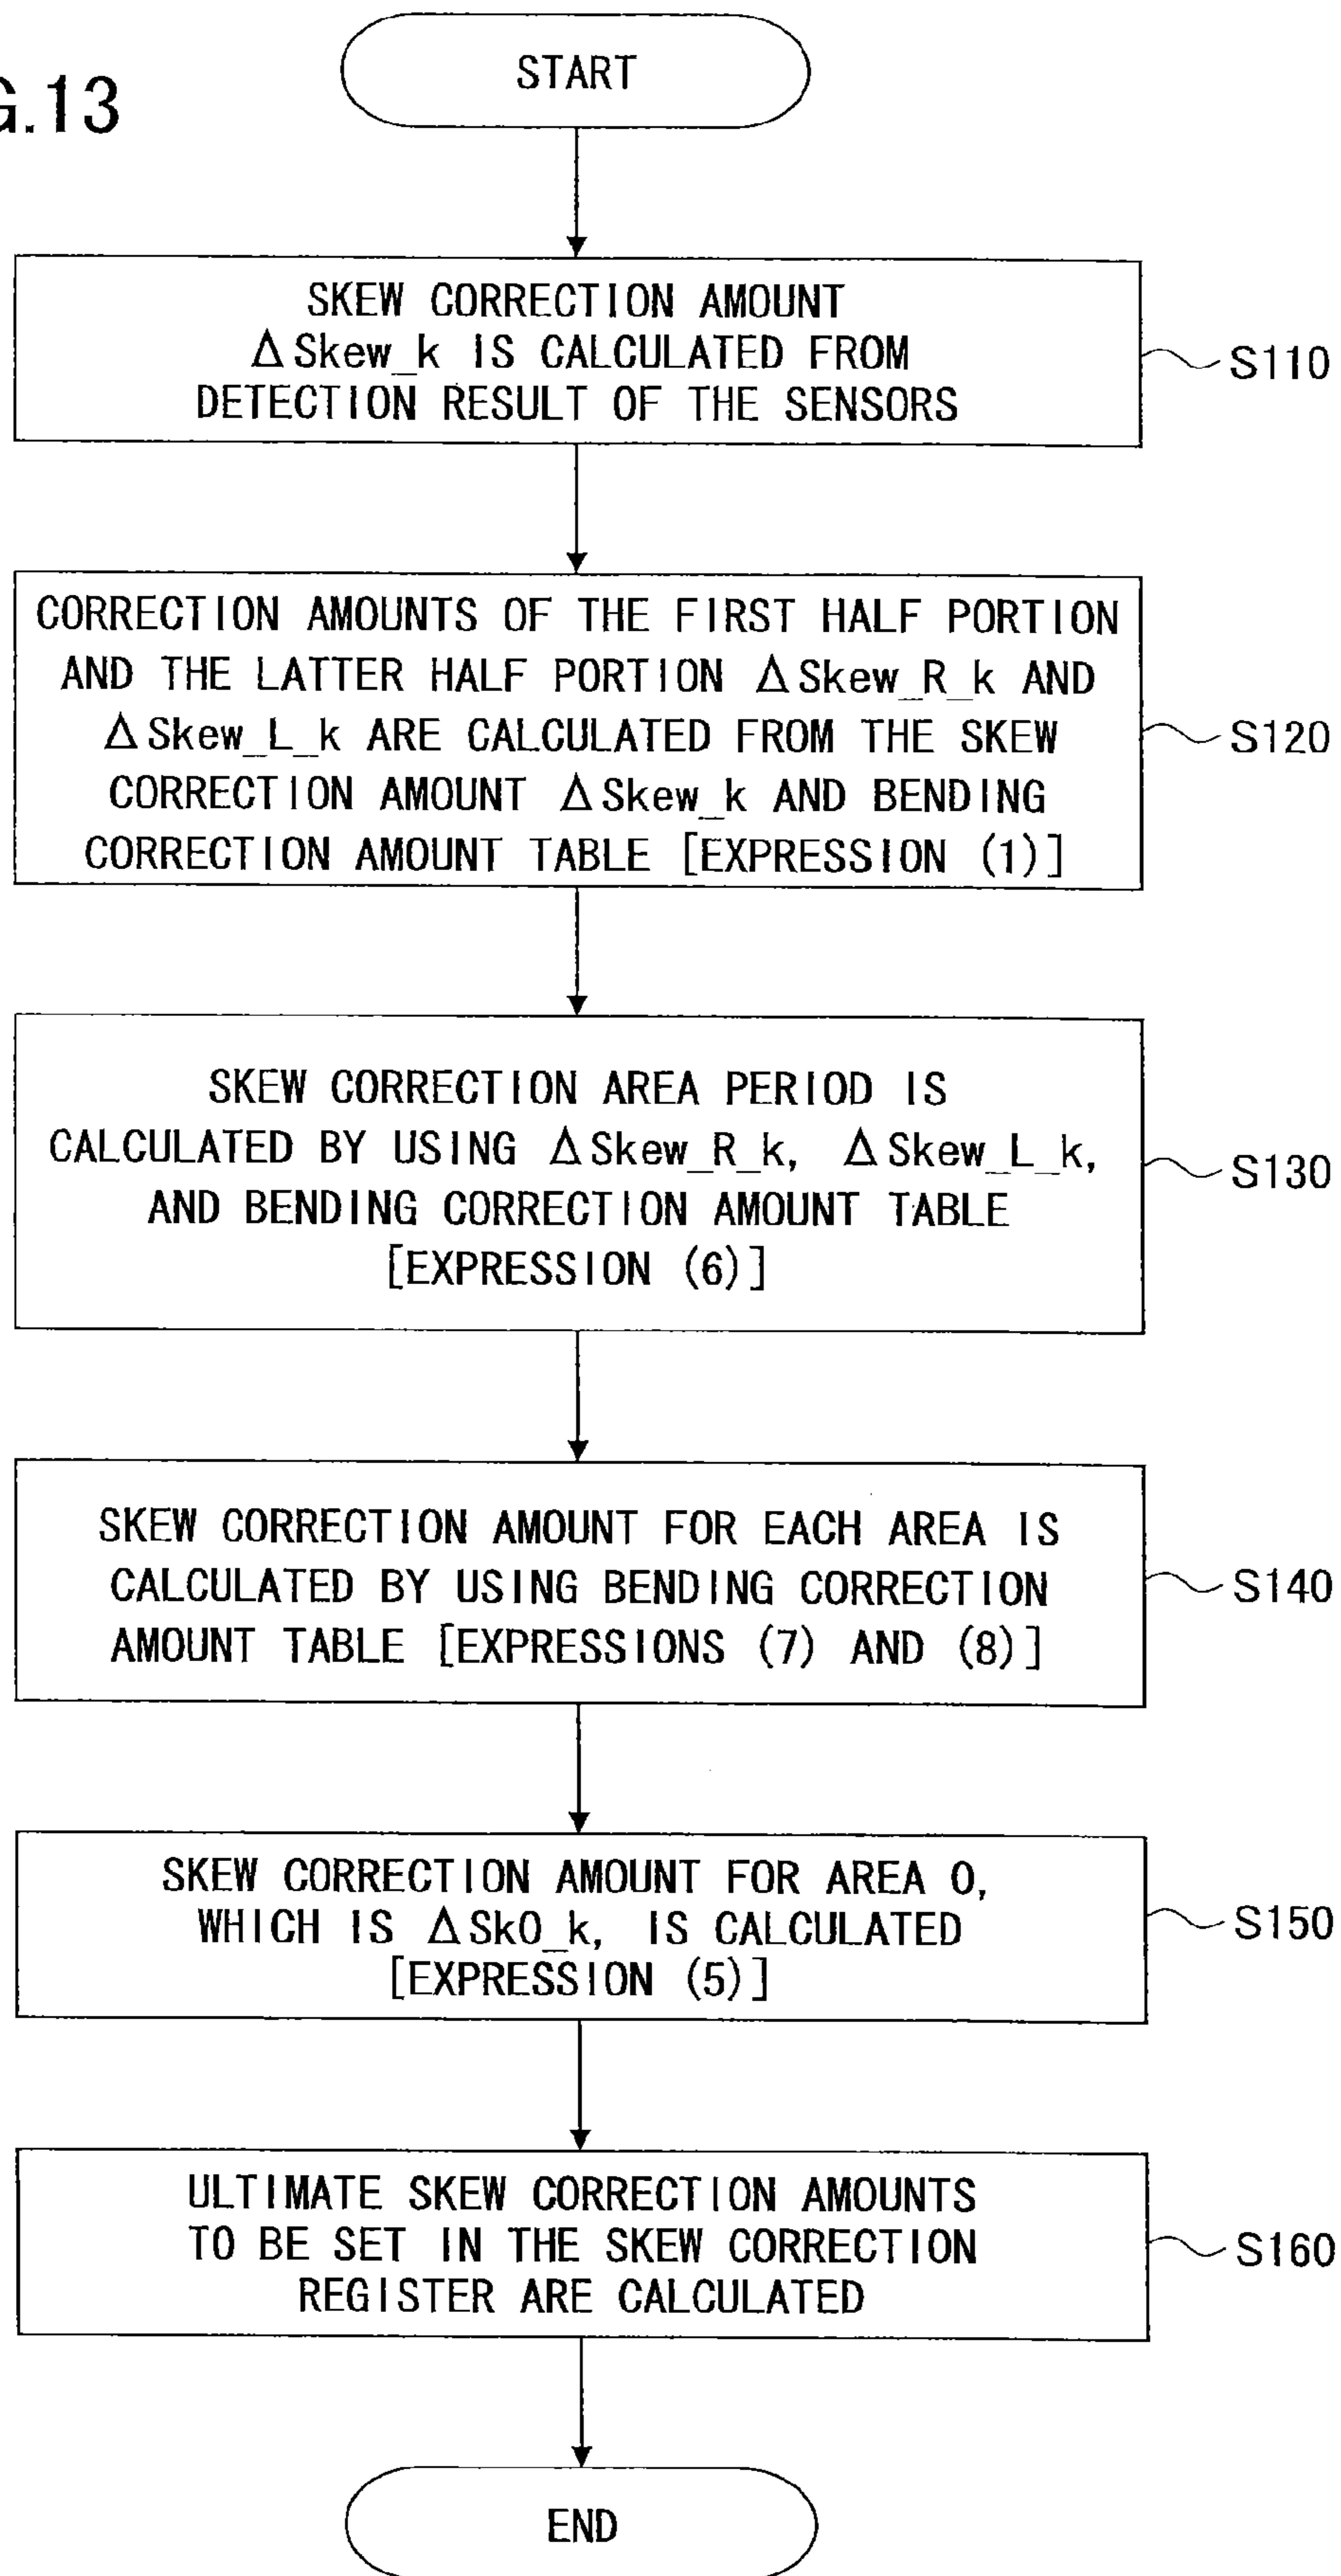 G.13
START
SKEW CORRECTION AMOUNT
ΔSkew_k IS CALCULATED FROM
DETECTION RESULT OF THE SENSORS
S110
CORRECTION AMOUNTS OF THE FIRST HALF PORTION
AND THE LATTER HALF PORTION ΔSkew_R_k AND
ΔSkew_L_k ARE CALCULATED FROM THE SKEW
CORRECTION AMOUNT ΔSkew_k AND BENDING
CORRECTION AMOUNT TABLE [EXPRESSION (1)]
S120
SKEW CORRECTION AREA PERIOD IS
CALCULATED BY USING ΔSkew_R_k, ΔSkew_L_k,
AND BENDING CORRECTION AMOUNT TABLE
[EXPRESSION (6)]
S130
SKEW CORRECTION AMOUNT FOR EACH AREA IS
CALCULATED BY USING BENDING CORRECTION
AMOUNT TABLE [EXPRESSIONS (7) AND (8)]
S140
SKEW CORRECTION AMOUNT FOR AREA 0,
WHICH IS ΔSk0_k, IS CALCULATED
[EXPRESSION (5)]
S150
ULTIMATE SKEW CORRECTION AMOUNTS
TO BE SET IN THE SKEW CORRECTION
REGISTER ARE CALCULATED
S160
END